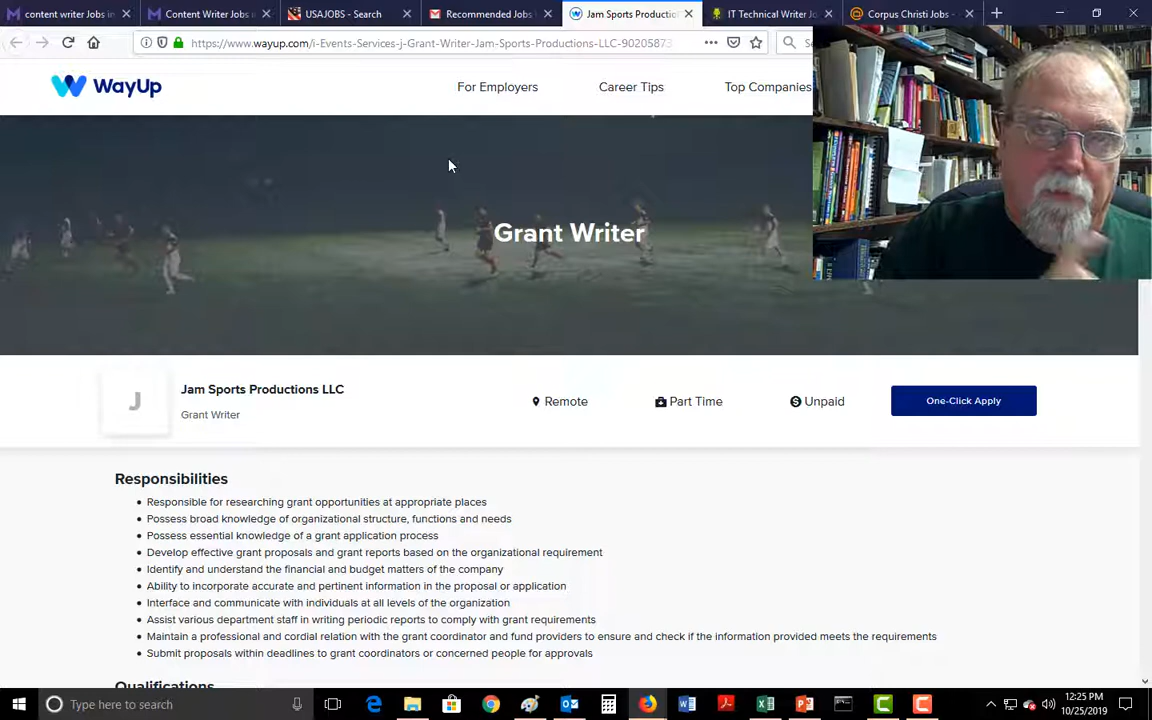 content writer Jobs in
Content Writer Jobs i
USAJOBS - Search
Recommended Jobs
Jam Sports Productio
IT Technical Writer Jo
Corpus Christi Jobs -
https://www.wayup.com/i-Events-Services-j-Grant-Writer-Jam-Sports-Productions-LLC-90205873
WayUp
For Employers
Career Tips
Top Companies
Grant Writer
J
Jam Sports Productions LLC
Grant Writer
Remote
Part Time
Unpaid
One-Click Apply
Responsibilities
Responsible for researching grant opportunities at appropriate places
Possess broad knowledge of organizational structure, functions and needs
Possess essential knowledge of a grant application process
Develop effective grant proposals and grant reports based on the organizational requirement
Identify and understand the financial and budget matters of the company
Ability to incorporate accurate and pertinent information in the proposal or application
Interface and communicate with individuals at all levels of the organization
Assist various department staff in writing periodic reports to comply with grant requirements
Maintain a professional and cordial relation with the grant coordinator and fund providers to ensure and check if the information provided meets the requirements
Submit proposals within deadlines to grant coordinators or concerned people for approvals
Qualifications
Type here to search
12:25 PM
10/25/2019